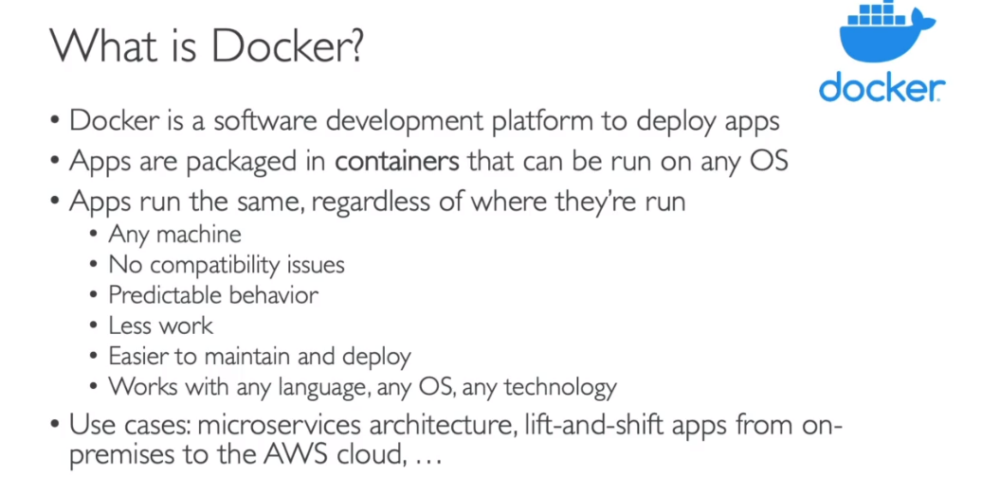 What is Docker?
docker
• Docker is a software development platform to deploy apps
• Apps are packaged in containers that can be run on any OS
• Apps run the same, regardless of where they’re run
• Any machine
• No compatibility issues
• Predictable behavior
• Less work
• Easier to maintain and deploy
• Works with any language, any OS, any technology
• Use cases: microservices architecture, lift-and-shift apps from on-
premises to the AWS cloud, …